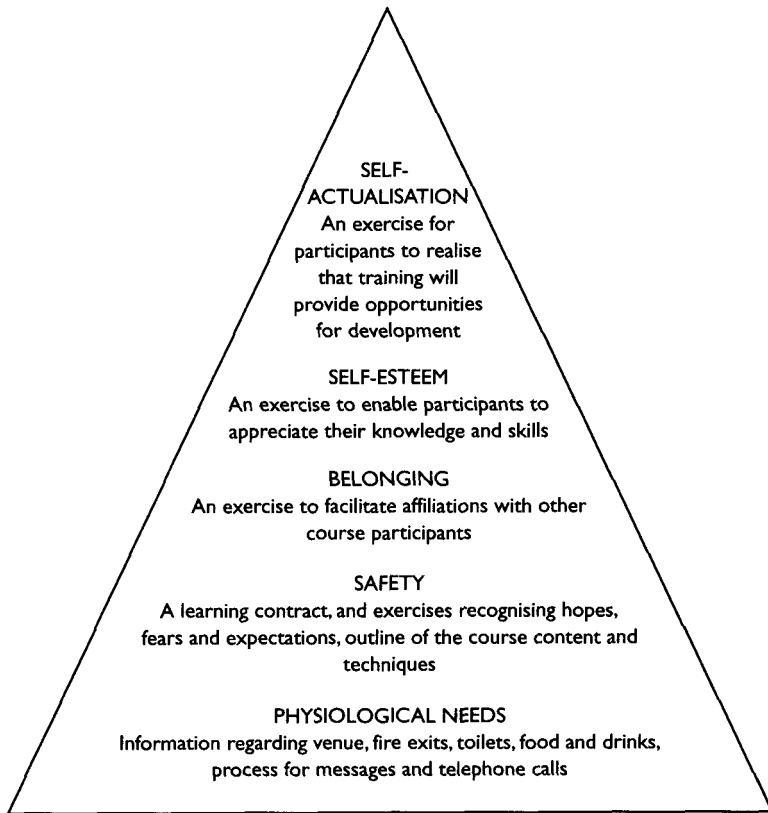 SELF-
ACTUALISATION
An exercise for
participants to realise
that training will
provide opportunities
for development
SELF-ESTEEM
An exercise to enable participants to
appreciate their knowledge and skills
BELONGING
An exercise to facilitate affiliations with other
course participants
SAFETY
A learning contract, and exercises recognising hopes,
fears and expectations, outline of the course content and
techniques
PHYSIOLOGICAL NEEDS
Information regarding venue, fire exits, toilets, food and drinks,
process for messages and telephone calls